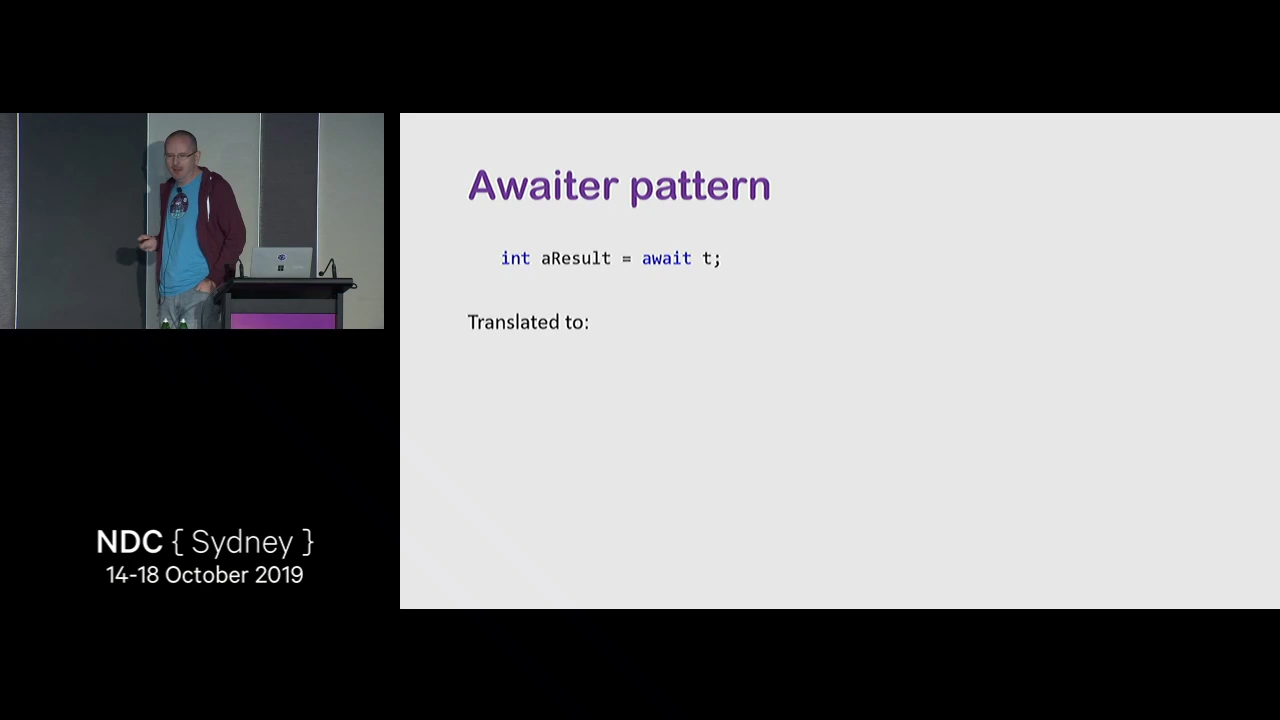 Awaiter pattern
int aResult = await t;
Translated to:
NDC { Sydney }
14-18 October 2019